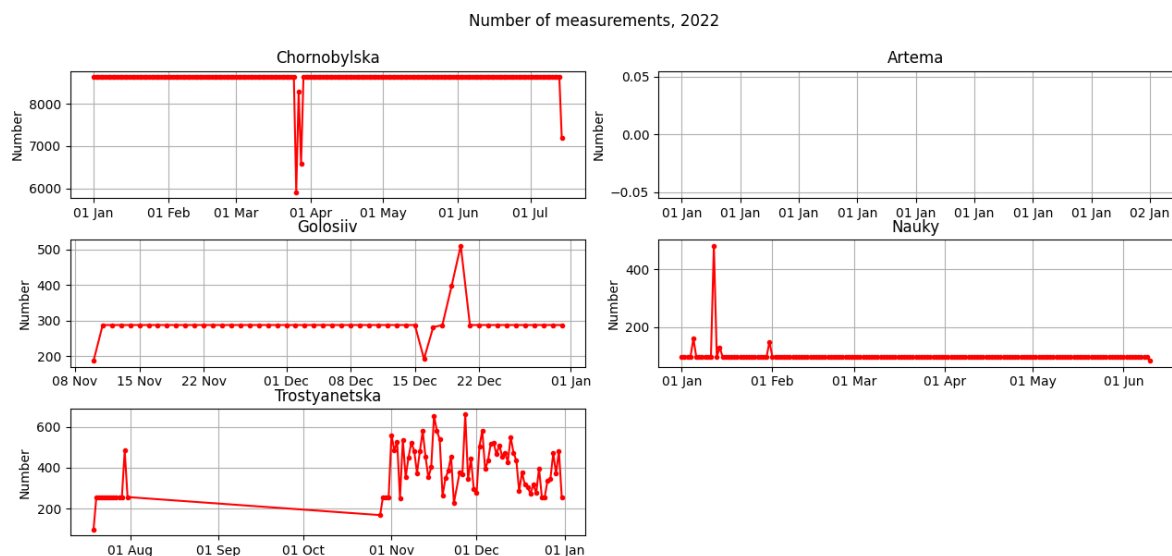 Number of measurements, 2022
Chornobylska
Number
8000
7000
6000
01 Jan 01 Feb 01 Mar 01 Apr 01 May 01 Jun 01 Jul
Artema
Number
0.05
0.00
−0.05
01 Jan 01 Jan 01 Jan 01 Jan 01 Jan 01 Jan 01 Jan 01 Jan 02 Jan
Golosiiv
Number
500
400
300
200
08 Nov 15 Nov 22 Nov 01 Dec 08 Dec 15 Dec 22 Dec 01 Jan
Nauky
Number
400
200
01 Jan 01 Feb 01 Mar 01 Apr 01 May 01 Jun
Trostyanetska
Number
600
400
200
01 Aug 01 Sep 01 Oct 01 Nov 01 Dec 01 Jan